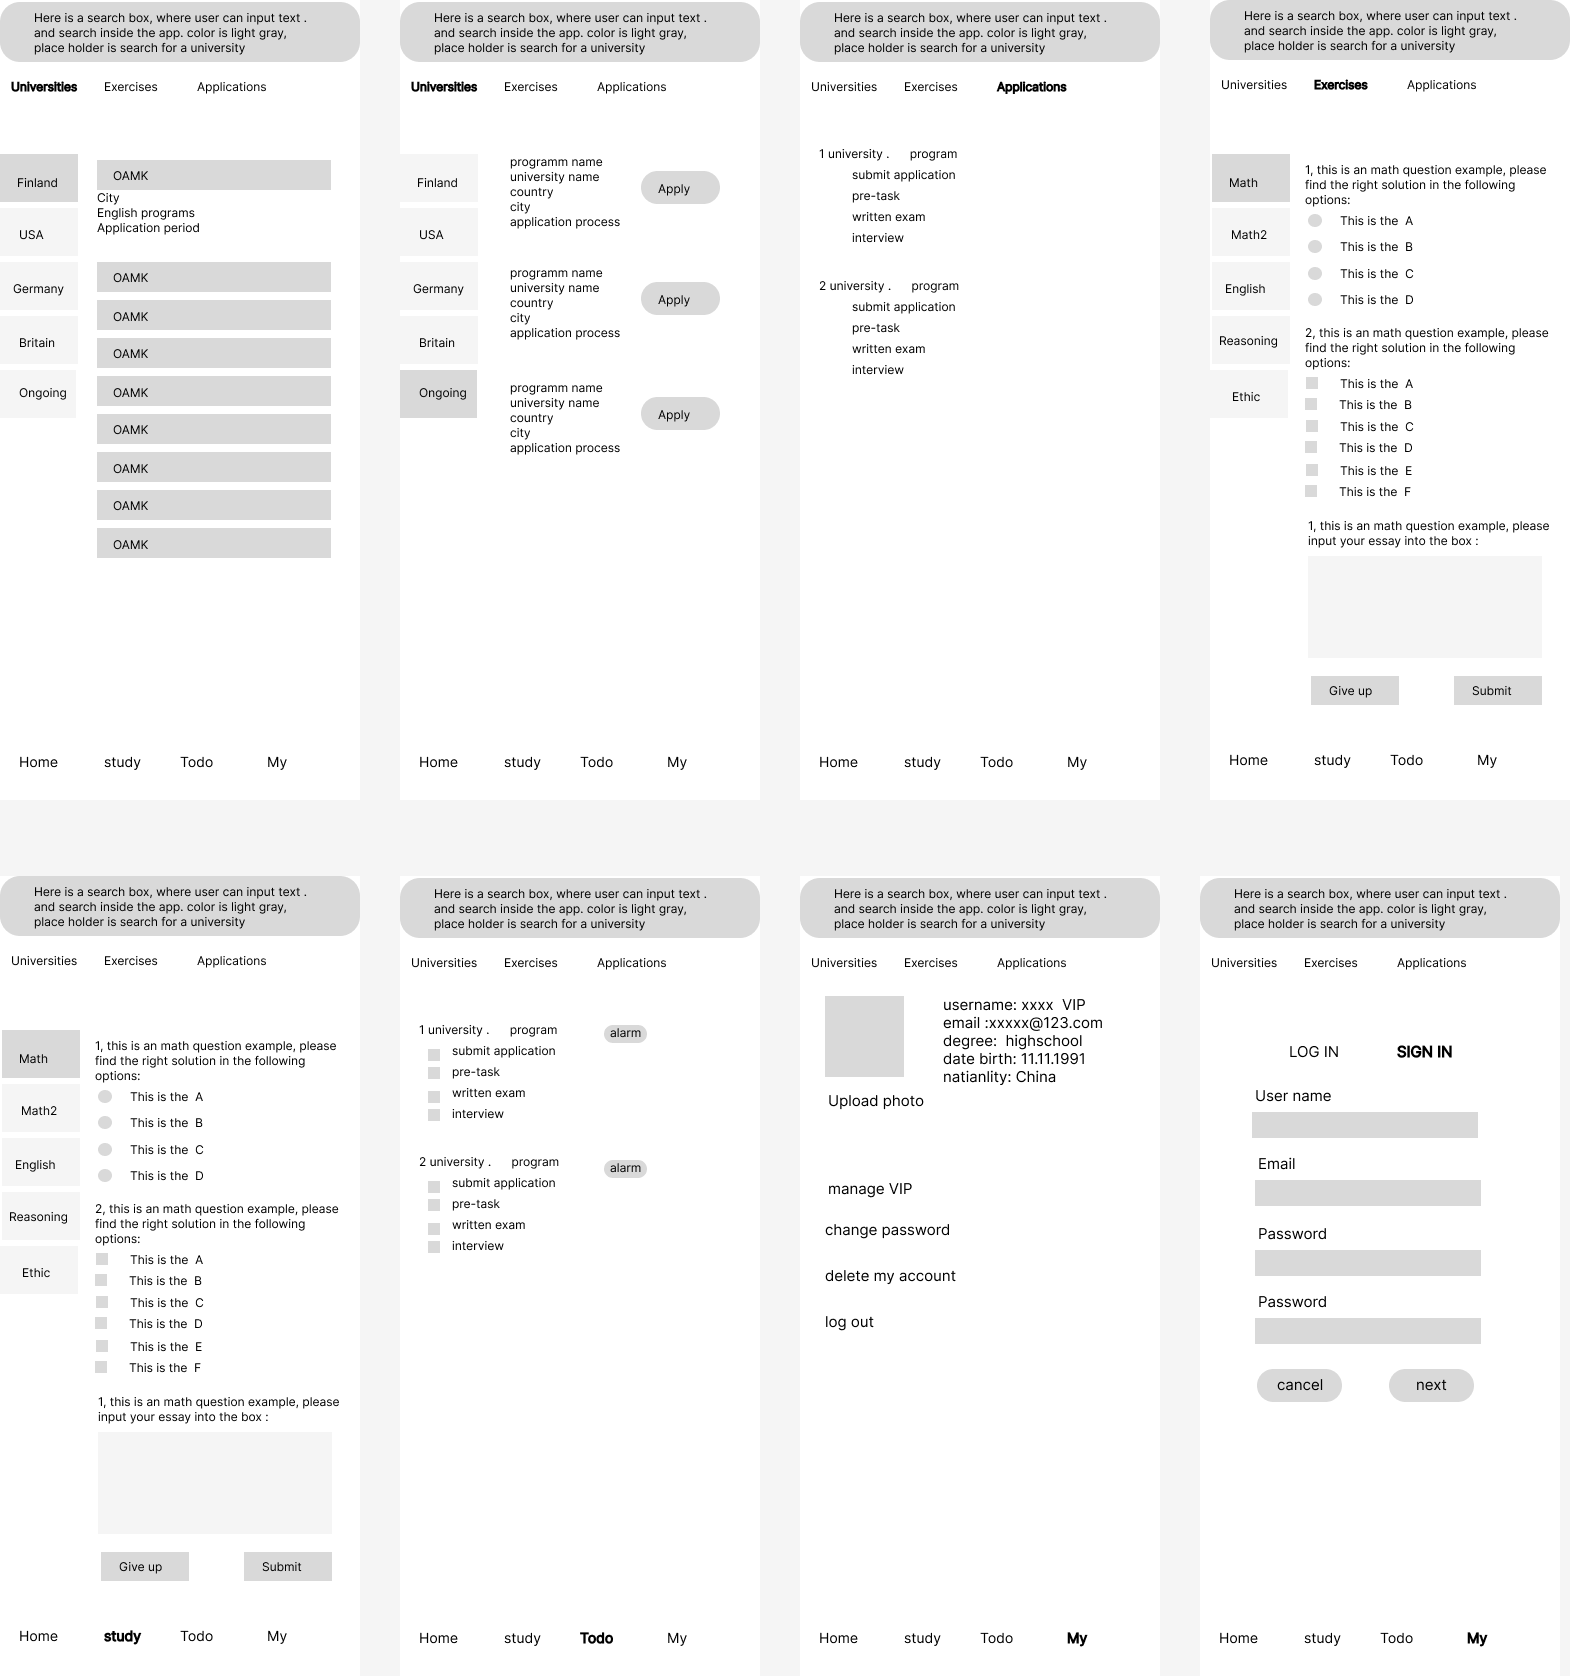 Here is a search box, where user can input text .
and search inside the app. color is light gray,
place holder is search for a university
Universities
Exercises
Applications
Finland
USA
Germany
Britain
Ongoing
OAMK
City
English programs
Application period
OAMK
OAMK
OAMK
OAMK
OAMK
OAMK
OAMK
OAMK
Home
study
Todo
My
Here is a search box, where user can input text .
and search inside the app. color is light gray,
place holder is search for a university
Universities
Exercises
Applications
Finland
USA
Germany
Britain
Ongoing
programm name
university name
country
city
application process
Apply
programm name
university name
country
city
application process
Apply
programm name
university name
country
city
application process
Apply
Home
study
Todo
My
Here is a search box, where user can input text .
and search inside the app. color is light gray,
place holder is search for a university
Universities
Exercises
Applications
1 university . program
submit application
pre-task
written exam
interview
2 university . program
submit application
pre-task
written exam
interview
Home
study
Todo
My
Here is a search box, where user can input text .
and search inside the app. color is light gray,
place holder is search for a university
Universities
Exercises
Applications
Math
Math2
English
Reasoning
Ethic
1, this is an math question example, please
find the right solution in the following
options:
This is the A
This is the B
This is the C
This is the D
2, this is an math question example, please
find the right solution in the following
options:
This is the A
This is the B
This is the C
This is the D
This is the E
This is the F
1, this is an math question example, please
input your essay into the box :
Give up
Submit
Home
study
Todo
My
Here is a search box, where user can input text .
and search inside the app. color is light gray,
place holder is search for a university
Universities
Exercises
Applications
Math
Math2
English
Reasoning
Ethic
1, this is an math question example, please
find the right solution in the following
options:
This is the A
This is the B
This is the C
This is the D
2, this is an math question example, please
find the right solution in the following
options:
This is the A
This is the B
This is the C
This is the D
This is the E
This is the F
1, this is an math question example, please
input your essay into the box :
Give up
Submit
Home
study
Todo
My
Here is a search box, where user can input text .
and search inside the app. color is light gray,
place holder is search for a university
Universities
Exercises
Applications
1 university . program
alarm
submit application
pre-task
written exam
interview
2 university . program
alarm
submit application
pre-task
written exam
interview
Home
study
Todo
My
Here is a search box, where user can input text .
and search inside the app. color is light gray,
place holder is search for a university
Universities
Exercises
Applications
username: xxxx VIP
email :xxxxx@123.com
degree: highschool
date birth: 11.11.1991
natianlity: China
Upload photo
manage VIP
change password
delete my account
log out
Home
study
Todo
My
Here is a search box, where user can input text .
and search inside the app. color is light gray,
place holder is search for a university
Universities
Exercises
Applications
LOG IN
SIGN IN
User name
Email
Password
Password
cancel
next
Home
study
Todo
My